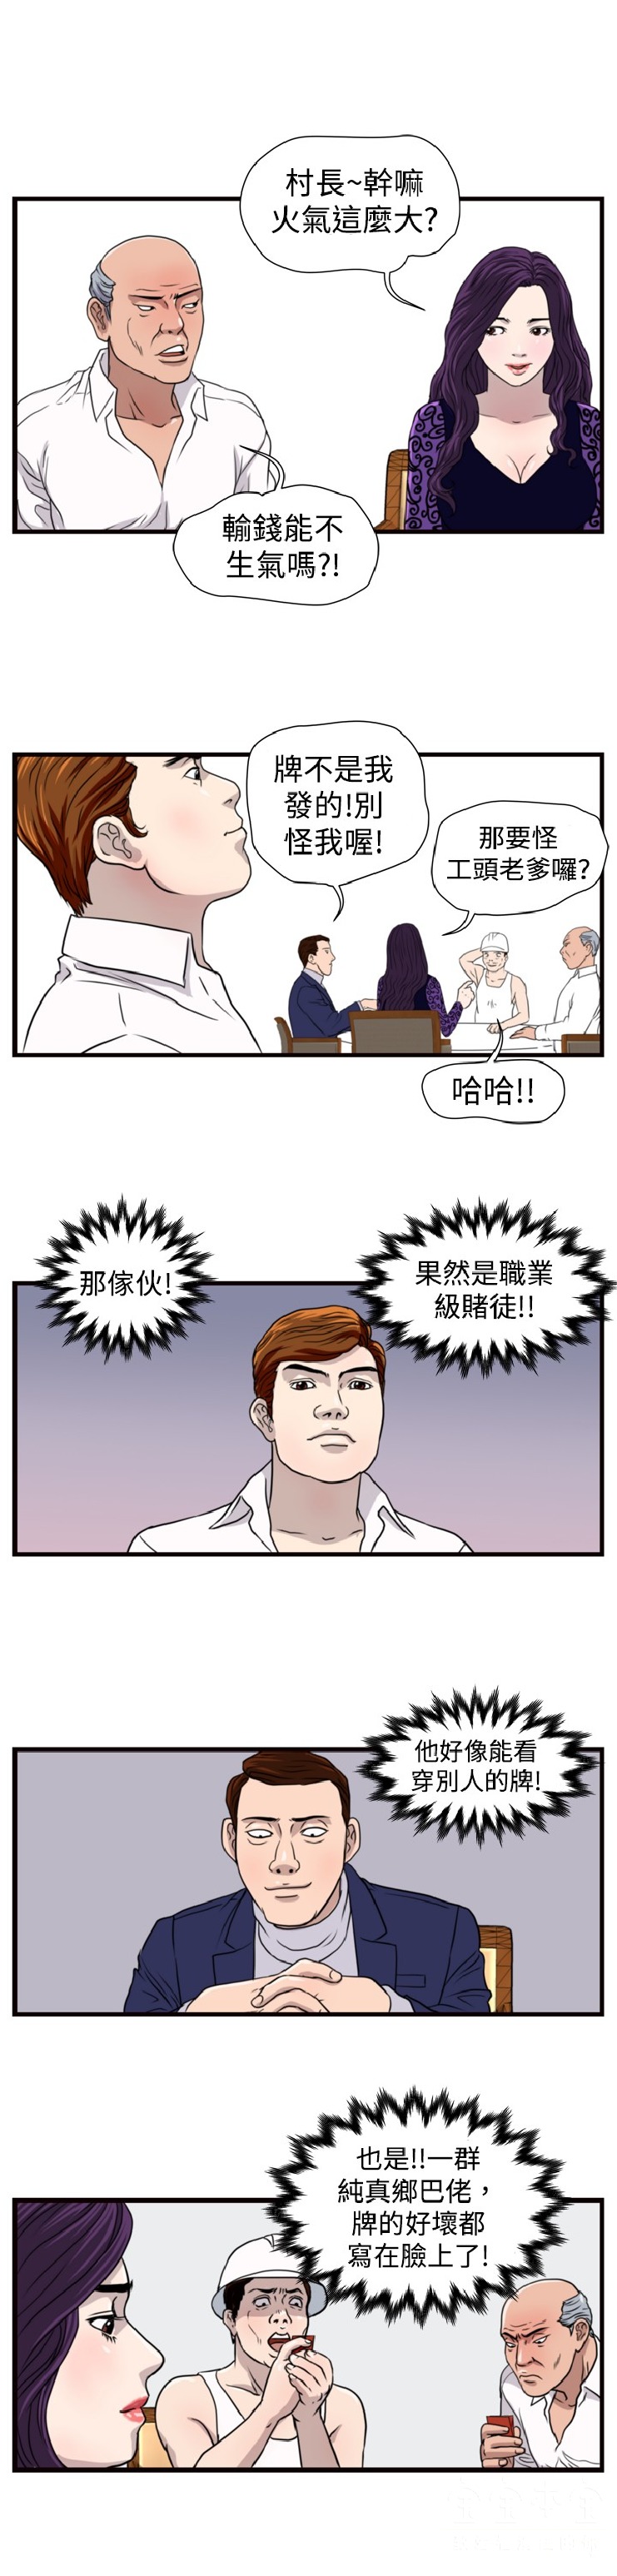 村長~幹嘛
火氣這麼大?
輸錢能不
生氣嗎?!
牌不是我
發的!別
怪我喔!
那要怪
工頭老爹囉?
哈哈!!
那傢伙!
果然是職業
級賭徒!!
他好像能看
穿別人的牌!
也是!!一群
純真鄉巴佬，
牌的好壞都
寫在臉上了!